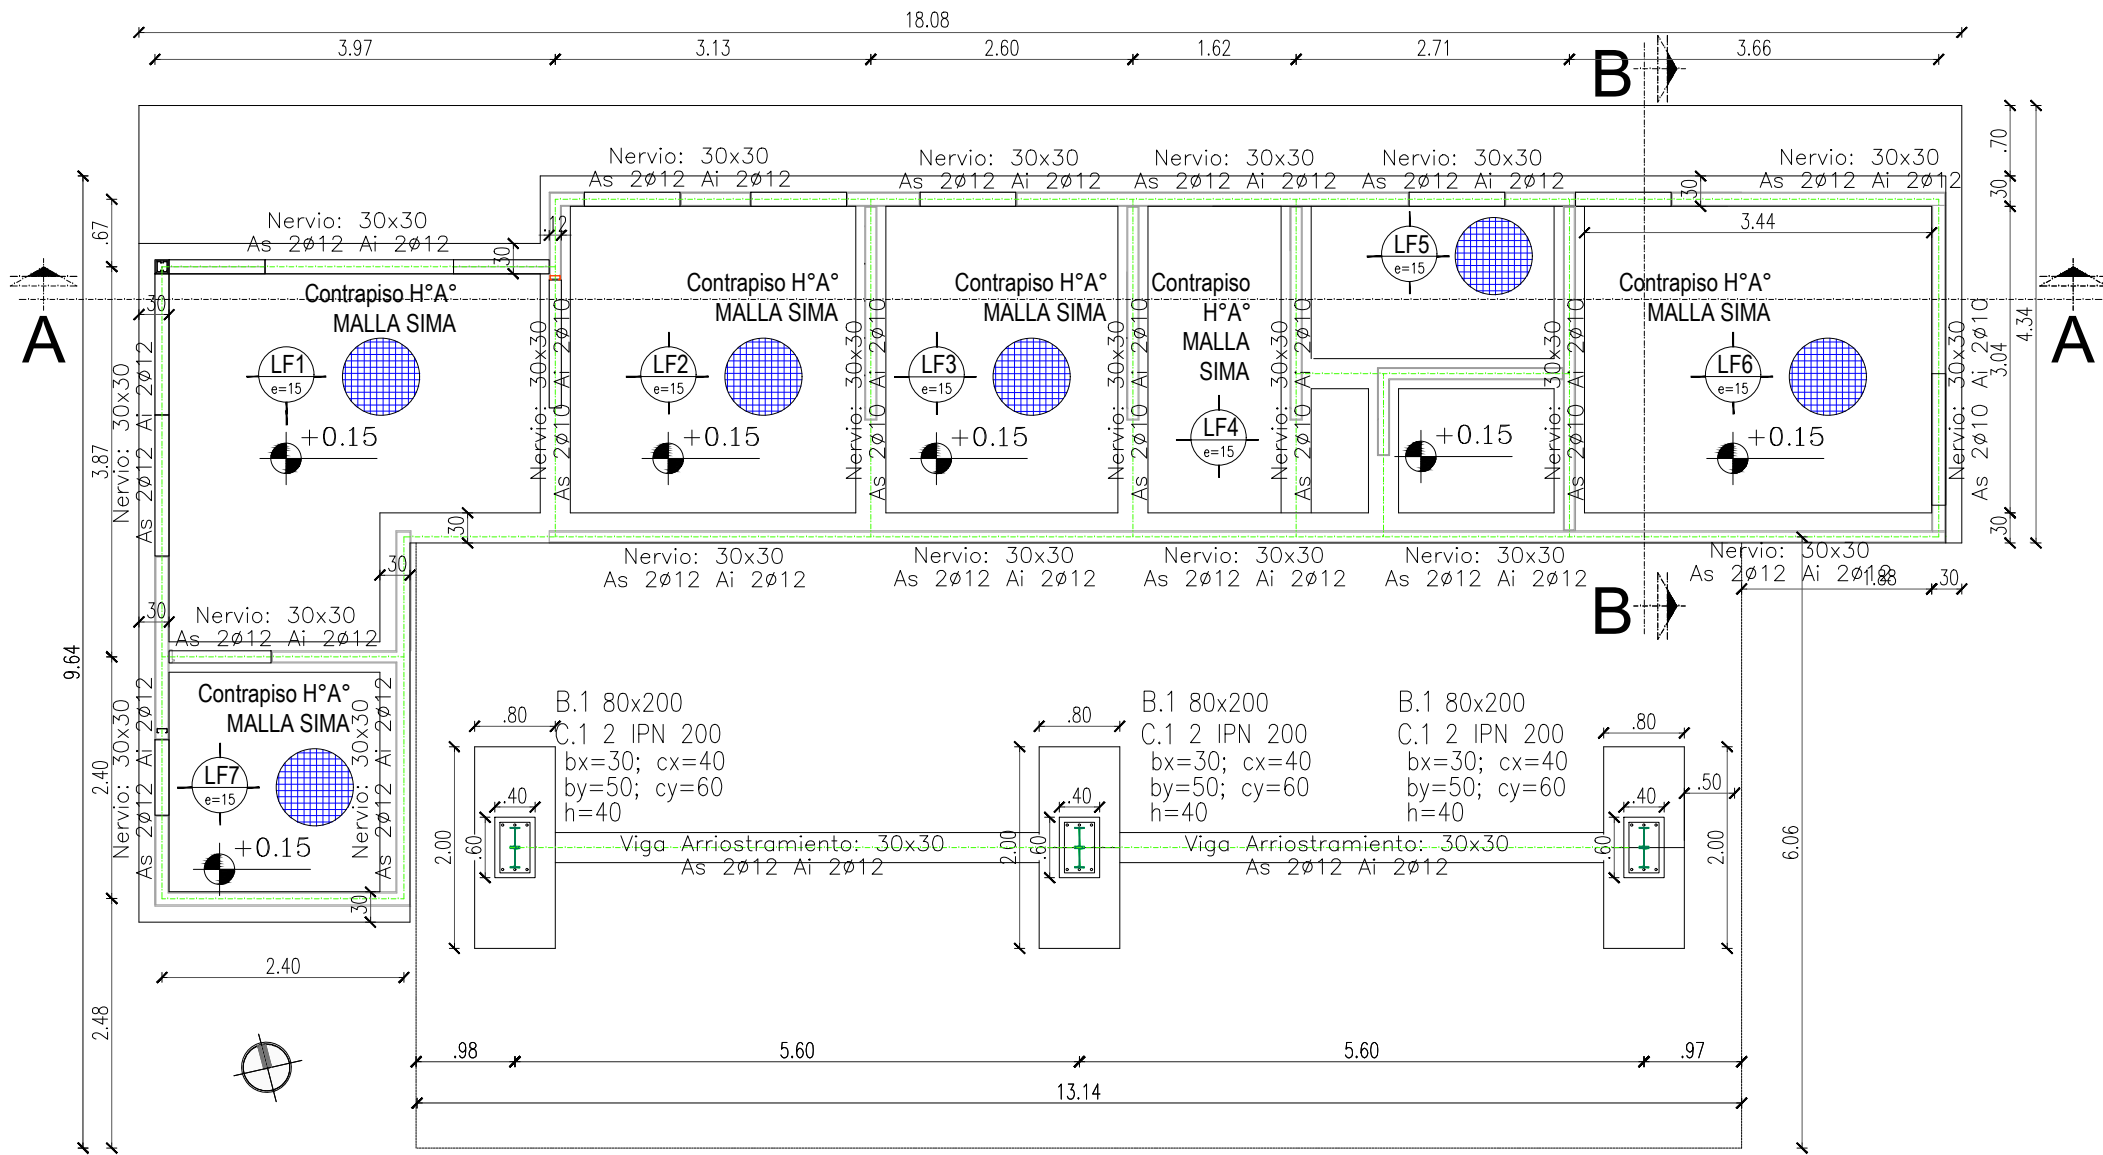 18.08
3.97
3.13
2.60
1.62
2.71
3.66
B
.70
Nervio: 30x30
As 2ø12 Ai 2ø12
Nervio: 30x30
As 2ø12 Ai 2ø12
Nervio: 30x30
As 2ø12 Ai 2ø12
Nervio: 30x30
As 2ø12 Ai 2ø12
Nervio: 30x30
As 2ø12 Ai 2ø12
30
30
.67
Nervio: 30x30
As 2ø12 Ai 2ø12
30
.12
3.44
A
A
30
Contrapiso H°A°
MALLA SIMA
LF1
e=15
+0.15
Contrapiso H°A°
MALLA SIMA
LF2
e=15
+0.15
Contrapiso H°A°
MALLA SIMA
LF3
e=15
+0.15
Contrapiso
H°A°
MALLA
SIMA
LF4
e=15
LF5
e=15
+0.15
Contrapiso H°A°
MALLA SIMA
LF6
e=15
+0.15
Nervio: 30x30
As 2ø12 Ai 2ø12
Nervio: 30x30
As 2ø10 Ai 2ø10
Nervio: 30x30
As 2ø10 Ai 2ø10
Nervio: 30x30
As 2ø10 Ai 2ø10
As 2ø10 Ai 2ø10
Nervio: 30x30
As 2ø10 Ai 2ø10
Nervio: 30x30
As 2ø10 Ai 2ø10
3.04
4.34
30
3.87
30
30
30
Nervio: 30x30
As 2ø12 Ai 2ø12
Nervio: 30x30
As 2ø12 Ai 2ø12
Nervio: 30x30
As 2ø12 Ai 2ø12
Nervio: 30x30
As 2ø12 Ai 2ø12
Nervio: 30x30
As 2ø12 Ai 2ø12
1.88
30
B
Nervio: 30x30
As 2ø12 Ai 2ø12
9.64
Contrapiso H°A°
MALLA SIMA
LF7
e=15
+0.15
Nervio: 30x30
As 2ø12 Ai 2ø12
Nervio: 30x30
As 2ø12 Ai 2ø12
2.40
30
B.1 80x200
C.1 2 IPN 200
bx=30; cx=40
by=50; cy=60
h=40
B.1 80x200
C.1 2 IPN 200
bx=30; cx=40
by=50; cy=60
h=40
B.1 80x200
C.1 2 IPN 200
bx=30; cx=40
by=50; cy=60
h=40
.80
.80
.80
.40
.40
.40
.50
2.00
.60
2.00
.60
.60
2.00
6.06
Viga Arriostramiento: 30x30
As 2ø12 Ai 2ø12
Viga Arriostramiento: 30x30
As 2ø12 Ai 2ø12
2.40
2.48
.98
5.60
5.60
.97
13.14